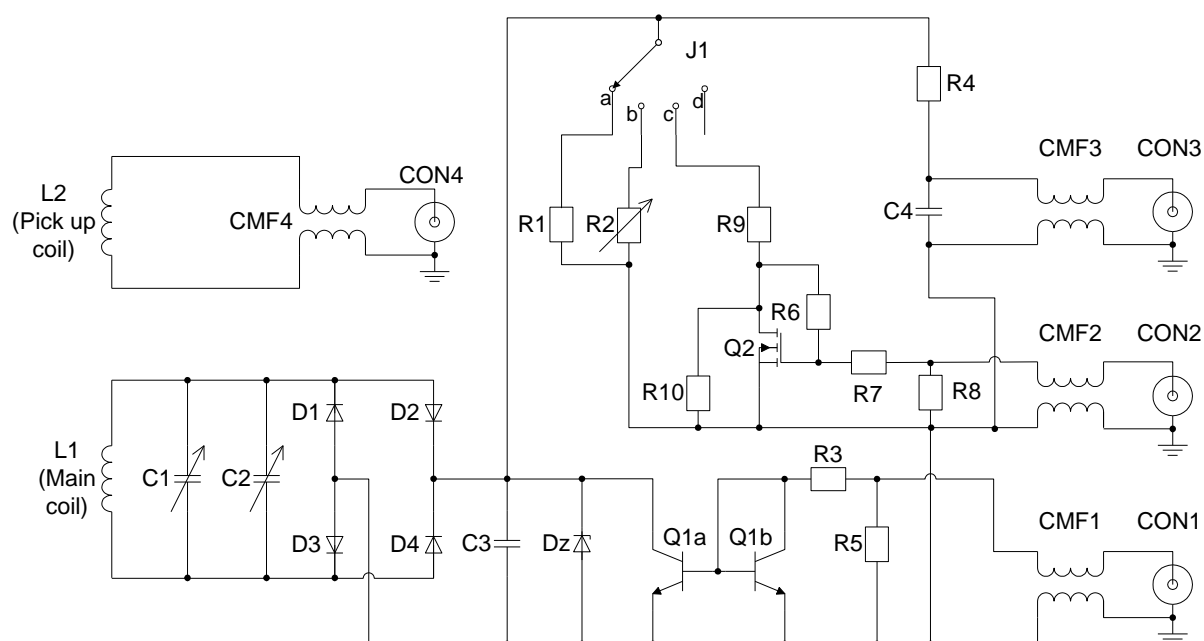 J1
R4
a
b
c
d
CMF3
CON3
L2
(Pick up
coil)
CMF4
CON4
R1
R2
R9
C4
R6
CMF2
CON2
Q2
R7
R10
R8
D1
D2
L1
(Main
coil)
C1
C2
R3
CMF1
CON1
D3
D4
C3
Dz
Q1a
Q1b
R5